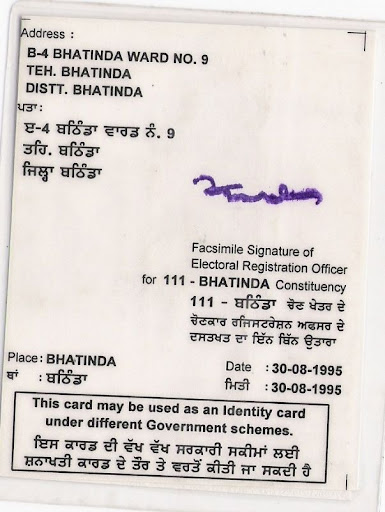 Address :
B-4 BHATINDA WARD NO. 9
TEH. BHATINDA
DISTT. BHATINDA
ਪਤਾ:
ੲ-4 ਬਠਿੰਡਾ ਵਾਰਡ ਨੰ. 9
ਤਹਿ. ਬਠਿੰਡਾ
ਜਿਲ੍ਹਾ ਬਠਿੰਡਾ
Facsimile Signature of
Electoral Registration Officer
for 111 - BHATINDA Constituency
111 - ਬਠਿੰਡਾ ਚੋਣ ਖੇਤਰ ਦੇ
ਚੋਣਕਾਰ ਰਜਿਸਟਰੇਸ਼ਨ ਅਫਸਰ ਦੇ
ਦਸਤਖਤ ਦਾ ਇੱਨ ਬਿੰਨ ਉਤਾਰਾ
Place : BHATINDA Date : 30-08-1995
ਥਾਂ : ਬਠਿੰਡਾ ਮਿਤੀ : 30-08-1995
This card may be used as an Identity card
under different Government schemes.
ਇਸ ਕਾਰਡ ਦੀ ਵੱਖ ਵੱਖ ਸਰਕਾਰੀ ਸਕੀਮਾਂ ਲਈ
ਸ਼ਨਾਖਤੀ ਕਾਰਡ ਦੇ ਤੌਰ ਤੇ ਵਰਤੋਂ ਕੀਤੀ ਜਾ ਸਕਦੀ ਹੈ